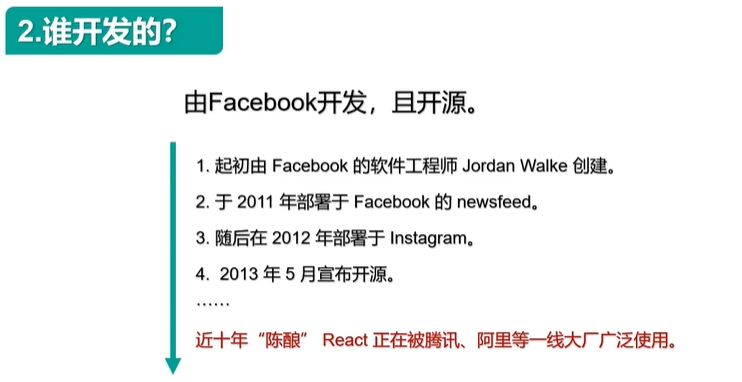 2.谁开发的？
由Facebook开发，且开源。
1. 起初由 Facebook 的软件工程师 Jordan Walke 创建。
2. 于 2011 年部署于 Facebook 的 newsfeed。
3. 随后在 2012 年部署于 Instagram。
4. 2013 年 5 月宣布开源。
……
近十年“陈酿” React 正在被腾讯、阿里等一线大厂广泛使用。